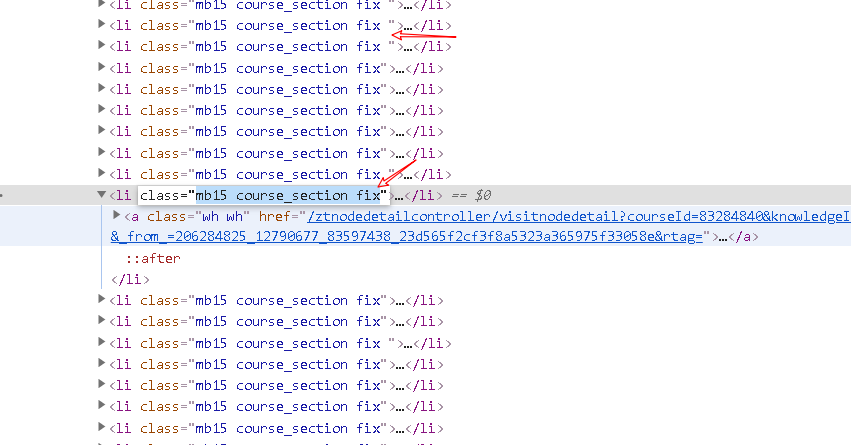 <li class="mb15 course_section fix ">…</li>
<li class="mb15 course_section fix ">…</li>
<li class="mb15 course_section fix ">…</li>
<li class="mb15 course_section fix">…</li>
<li class="mb15 course_section fix">…</li>
<li class="mb15 course_section fix">…</li>
<li class="mb15 course_section fix">…</li>
<li class="mb15 course_section fix ">…</li>
<li class="mb15 course_section fix ">…</li>
<li class="mb15 course_section fix">…</li> == $0
<a class="wh wh" href="/ztnodedetailcontroller/visitnodedetail?courseId=83284840&knowledgeI
&_from_=206284825_12790677_83597438_23d565f2cf3f8a5323a365975f33058e&rtag=">…</a>
::after
</li>
<li class="mb15 course_section fix">…</li>
<li class="mb15 course_section fix">…</li>
<li class="mb15 course_section fix ">…</li>
<li class="mb15 course_section fix">…</li>
<li class="mb15 course_section fix">…</li>
<li class="mb15 course_section fix">…</li>
<li class="mb15 course_section fix">…</li>